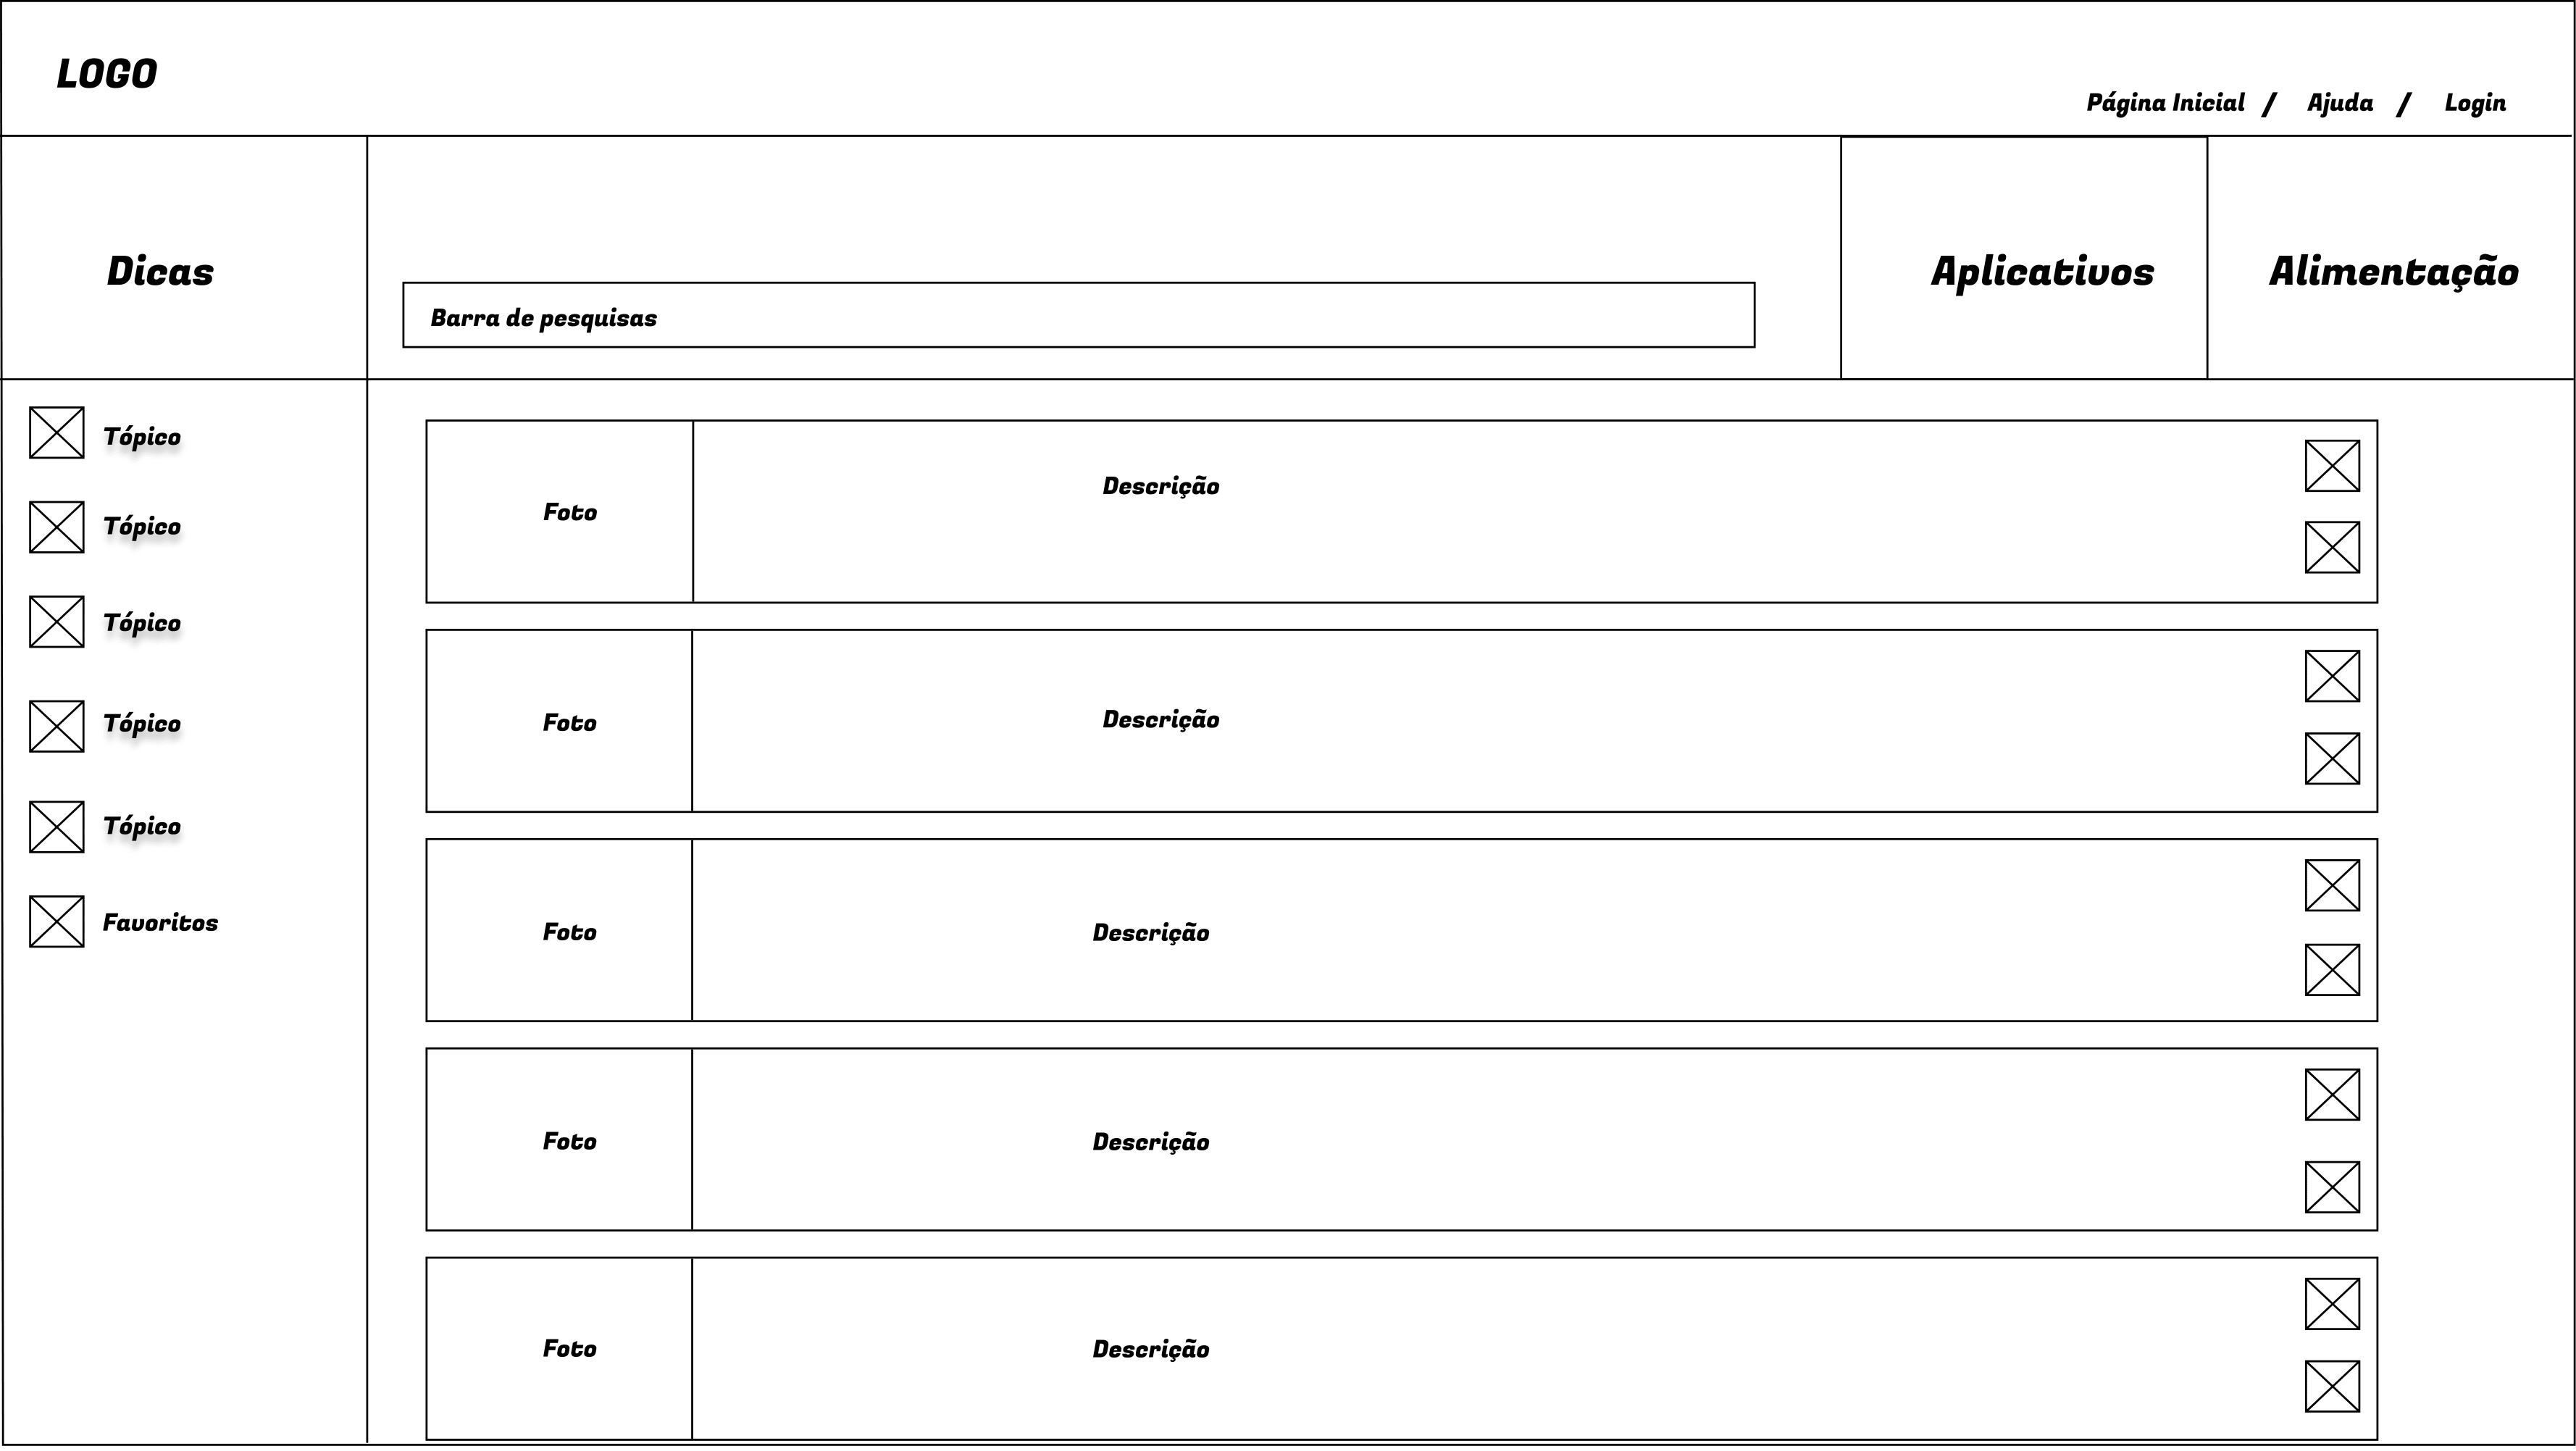 LOGO
Página Inicial / Ajuda / Login
Dicas
Barra de pesquisas
Aplicativos
Alimentação
Tópico
Tópico
Tópico
Tópico
Tópico
Favoritos
Foto
Descrição
Foto
Descrição
Foto
Descrição
Foto
Descrição
Foto
Descrição